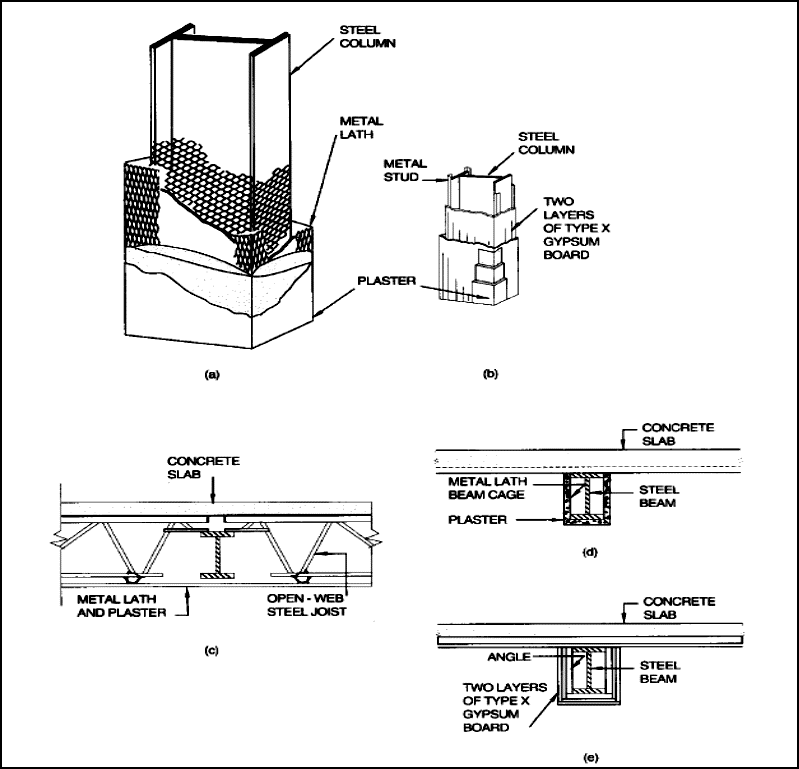 STEEL
COLUMN
METAL
LATH
PLASTER
(a)
STEEL
COLUMN
METAL
STUD
TWO
LAYERS
OF TYPE X
GYPSUM
BOARD
(b)
CONCRETE
SLAB
METAL LATH
AND PLASTER
OPEN - WEB
STEEL JOIST
(c)
CONCRETE
SLAB
METAL LATH
BEAM CAGE
STEEL
BEAM
PLASTER
(d)
CONCRETE
SLAB
ANGLE
STEEL
BEAM
TWO LAYERS
OF TYPE X
GYPSUM
BOARD
(e)